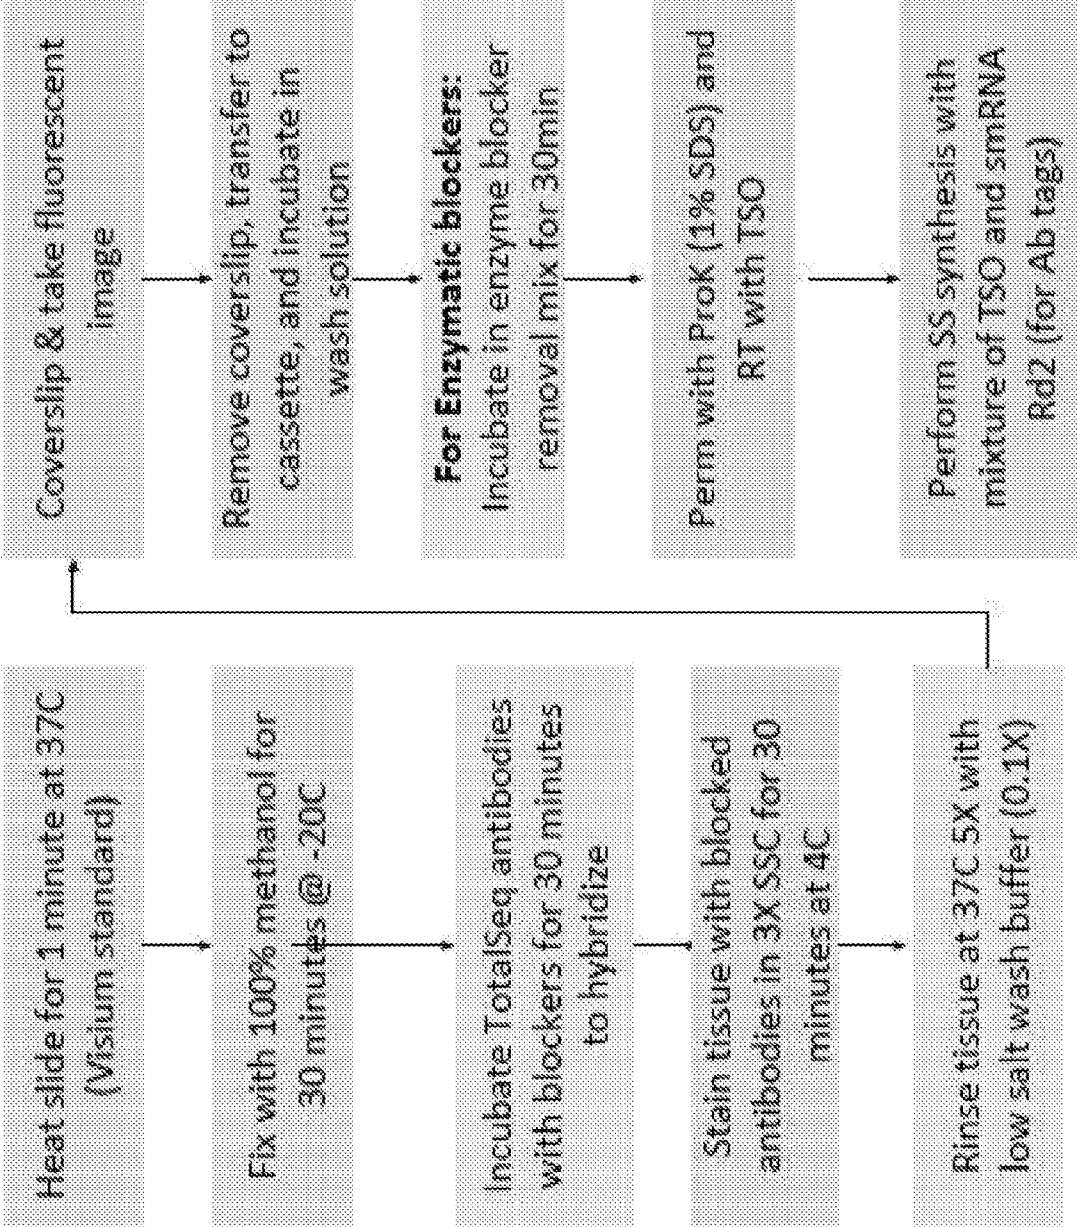 Heat slide for 1 minute at 37C
(Visium standard)
Fix with 100% methanol for
30 minutes @ -20C
Incubate TotalSeq antibodies
with blockers for 30 minutes
to hybridize
Stain tissue with blocked
antibodies in 3X SSC for 30
minutes at 4C
Rinse tissue at 37C 5X with
low salt wash buffer (0.1X)
Coverslip & take fluorescent
image
Remove coverslip, transfer to
cassette, and incubate in
wash solution
For Enzymatic blockers:
Incubate in enzyme blocker
removal mix for 30min
Perm with ProK (1% SDS) and
RT with TSO
Perform SS synthesis with
mixture of TSO and smRNA
Rd2 (for Ab tags)